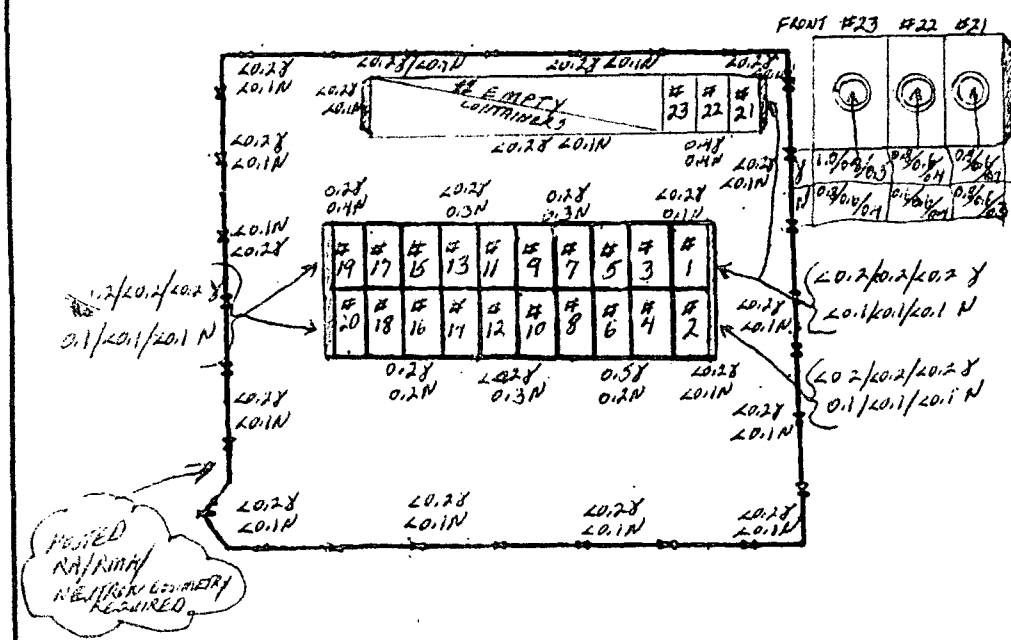 FRONT #23 #22 #21
<0.2γ <0.2γ/<0.1N <0.2γ <0.1N <0.2γ
<0.1N
<0.2γ
<0.1N
EMPTY
CONTAINERS
# 23 # 22 # 21
<0.2γ <0.1N
0.4γ
0.4N
<0.2γ
<0.1N
<0.2γ
<0.1N
γ
N
0.2γ <0.2γ 0.2γ <0.2γ
0.4N 0.3N 0.3N 0.1N
<0.1N
<0.2γ
# 19 # 17 # 15 # 13 # 11 # 9 # 7 # 5 # 3 # 1
# 20 # 18 # 16 # 14 # 12 # 10 # 8 # 6 # 4 # 2
/<0.2/<0.2γ
0.1/<0.1/<0.1 N
<0.2/0.2/<0.2 γ
<0.1/<0.1/<0.1 N
<0.2γ
<0.1N
0.2γ <0.2γ 0.5γ <0.2γ
0.2N 0.3N 0.2N <0.1N
<0.2/<0.2/<0.2γ
0.1/<0.1/<0.1 N
<0.2γ
<0.1N
<0.2γ
<0.1N
<0.2γ <0.2γ <0.2γ <0.2γ
<0.1N <0.1N <0.1N <0.1N
POSTED
RA/RMA/
NEUTRON DOSIMETRY
REQUIRED.